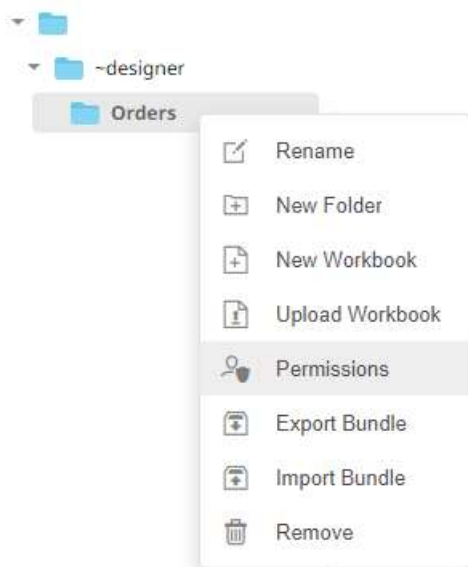 ~designer
Orders
Rename
New Folder
New Workbook
Upload Workbook
Permissions
Export Bundle
Import Bundle
Remove